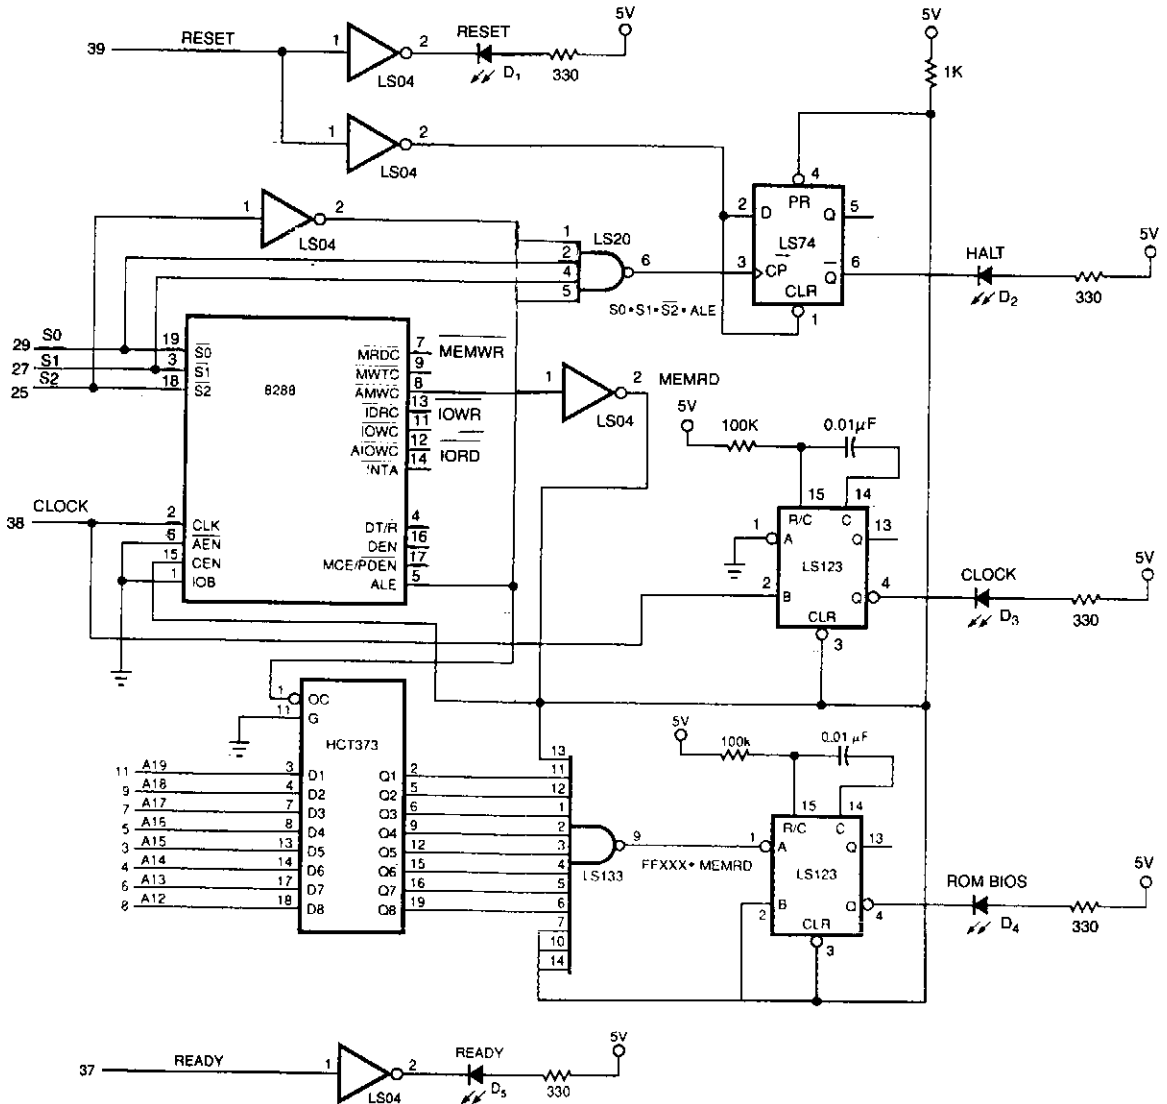 5V
5V
39 RESET 1 2 RESET
LS04 D1 330
1K
1 2
LS04
4
PR
2 D Q 5
LS74
3 CP Q 6
CLR
1
1 2
LS04
1 LS20
2
4 6
5
S0•S1•S2•ALE
HALT 5V
D2 330
29 S0 19 S0
27 S1 3 S1
25 S2 18 S2
8288
MRDC 7 MEMWR
MWTC 9
AMWC 8
IDRC 13 IOWR
IOWC 11
AIOWC 12 IORD
INTA 14
1 2 MEMRD
LS04
5V 100K 0.01µF
15 14
R/C C
1 A Q 13
LS123
2 B Q 4
CLR
3
CLOCK 5V
D3 330
38 CLOCK 2 CLK
6 AEN
15 CEN
1 IOB
DT/R 4
DEN 16
MCE/PDEN 17
ALE 5
1 OC
11 G
HCT373
11 A19 3 D1 Q1 2
9 A18 4 D2 Q2 5
7 A17 7 D3 Q3 6
5 A16 8 D4 Q4 9
3 A15 13 D5 Q5 12
4 A14 14 D6 Q6 15
6 A13 17 D7 Q7 16
8 A12 18 D8 Q8 19
13
11
12
1
2
3
4
5
6
7
10
14
LS133
9
FFXXX• MEMRD
5V 100k 0.01 µF
15 14
R/C C
1 A Q 13
LS123
2 B Q 4
CLR
3
ROM BIOS 5V
D4 330
37 READY 1 2 READY 5V
LS04 D5 330